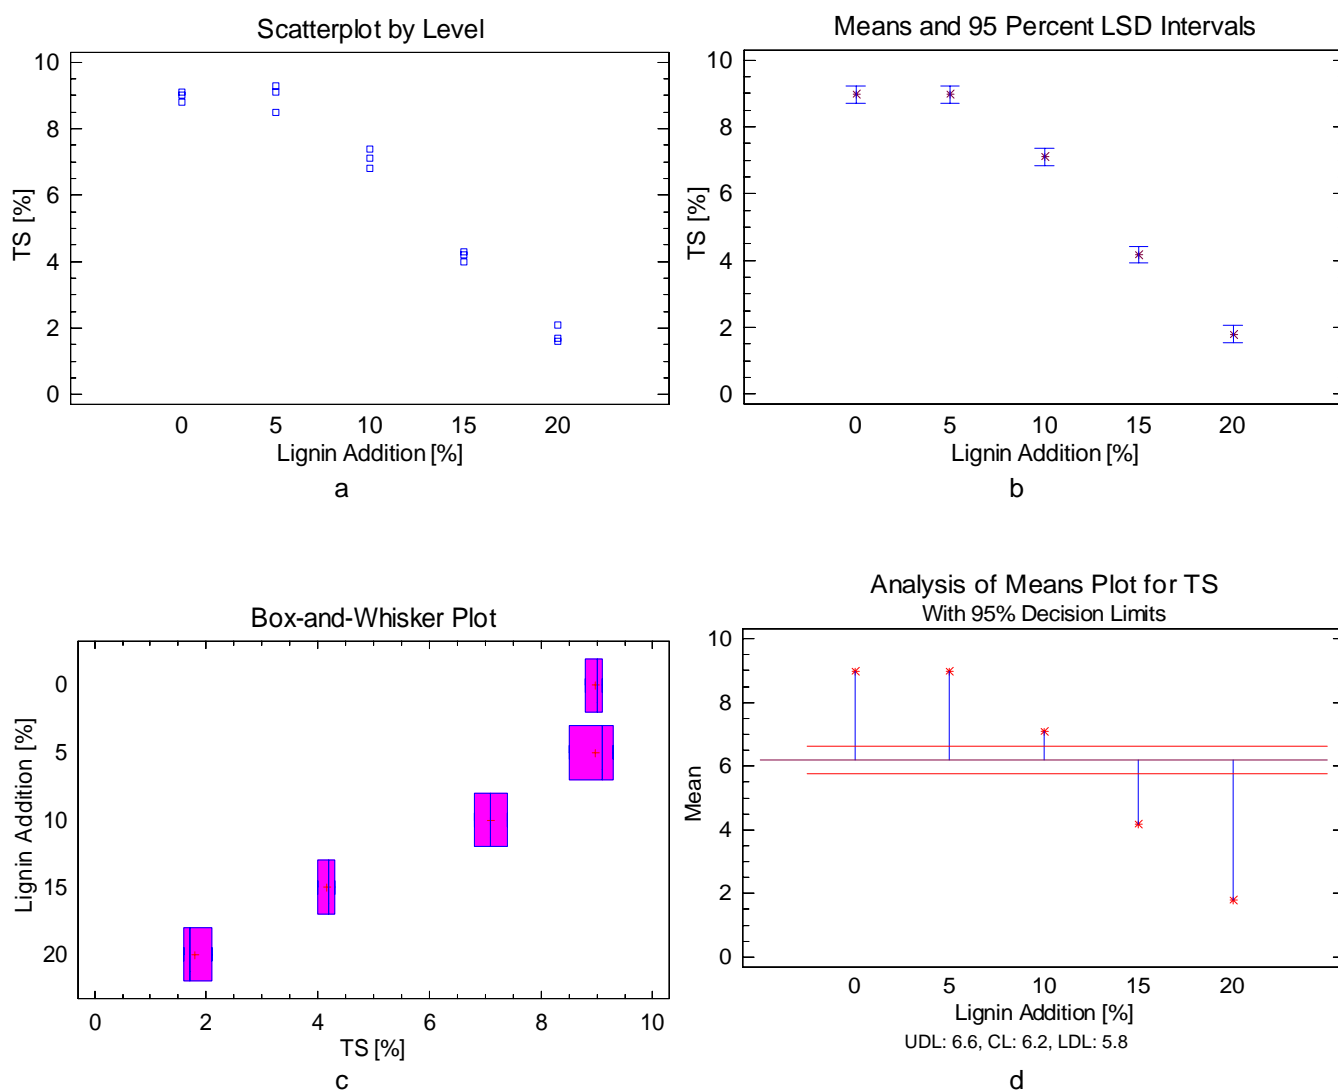 Scatterplot by Level
10
8
6
4
2
0
TS [%]
0 5 10 15 20
Lignin Addition [%]
a
Means and 95 Percent LSD Intervals
10
8
6
4
2
0
TS [%]
0 5 10 15 20
Lignin Addition [%]
b
Box-and-Whisker Plot
Lignin Addition [%]
0
5
10
15
20
0 2 4 6 8 10
TS [%]
c
Analysis of Means Plot for TS
With 95% Decision Limits
10
8
6
4
2
0
Mean
0 5 10 15 20
Lignin Addition [%]
UDL: 6.6, CL: 6.2, LDL: 5.8
d